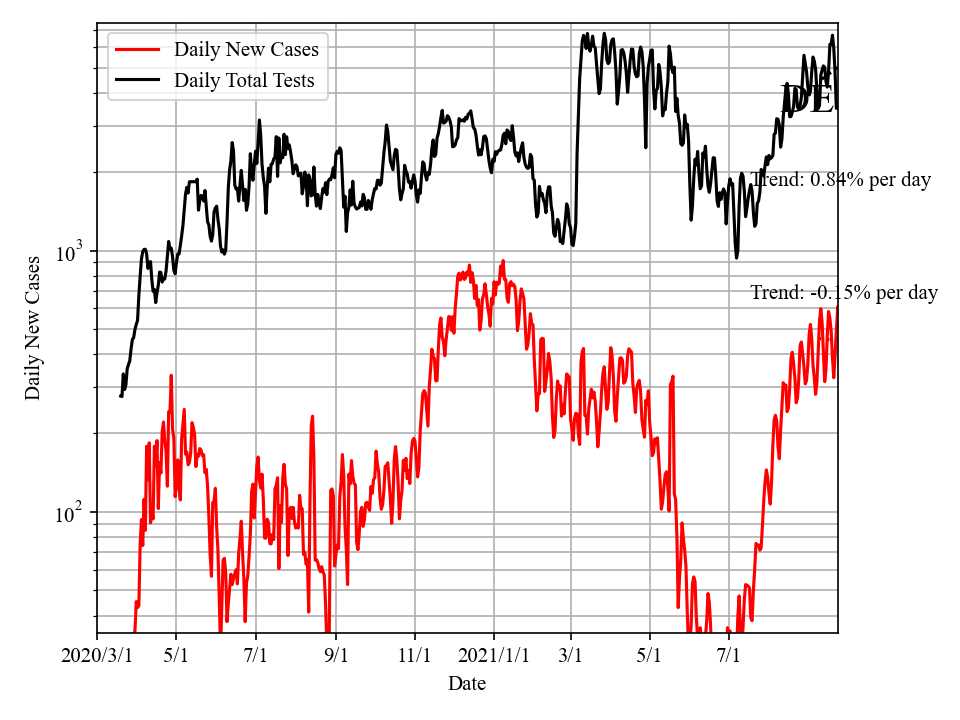 Daily New Cases
Daily Total Tests
DE
Trend: 0.84% per day
Trend: -0.15% per day
10³
10²
Daily New Cases
2020/3/1 5/1 7/1 9/1 11/1 2021/1/1 3/1 5/1 7/1
Date